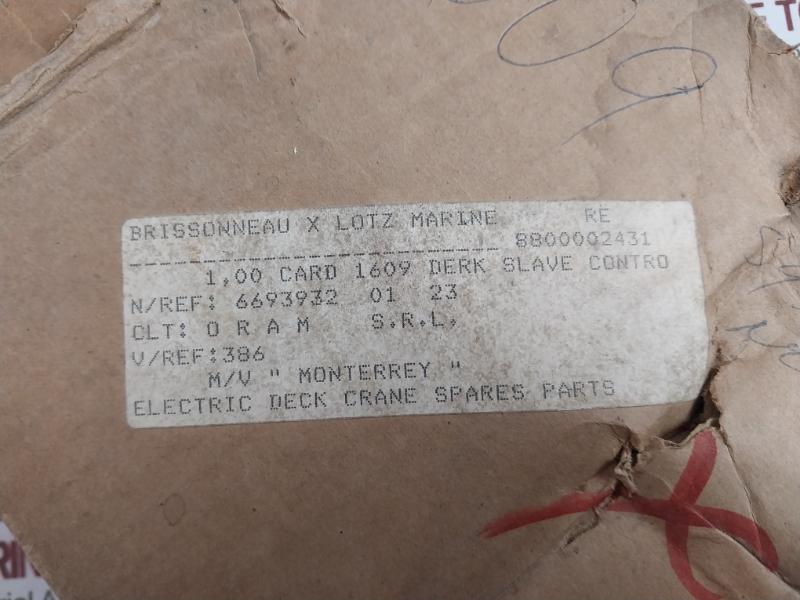 BRISSONNEAU X LOTZ MARINE RE
8800002431
1,00 CARD 1609 DERK SLAVE CONTRO
N/REF: 6693932 01 23
CLT: O R A M S.R.L.
V/REF:386
M/V " MONTERREY "
ELECTRIC DECK CRANE SPARES PARTS